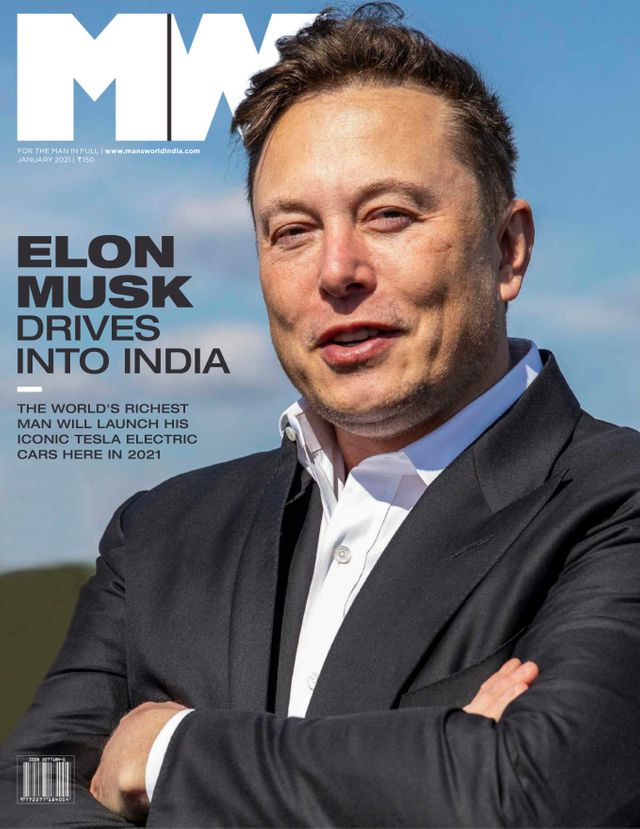 MW
FOR THE MAN IN FULL | www.mansworldindia.com
JANUARY 2021 | ₹150
ELON
MUSK
DRIVES
INTO INDIA
THE WORLD'S RICHEST
MAN WILL LAUNCH HIS
ICONIC TESLA ELECTRIC
CARS HERE IN 2021